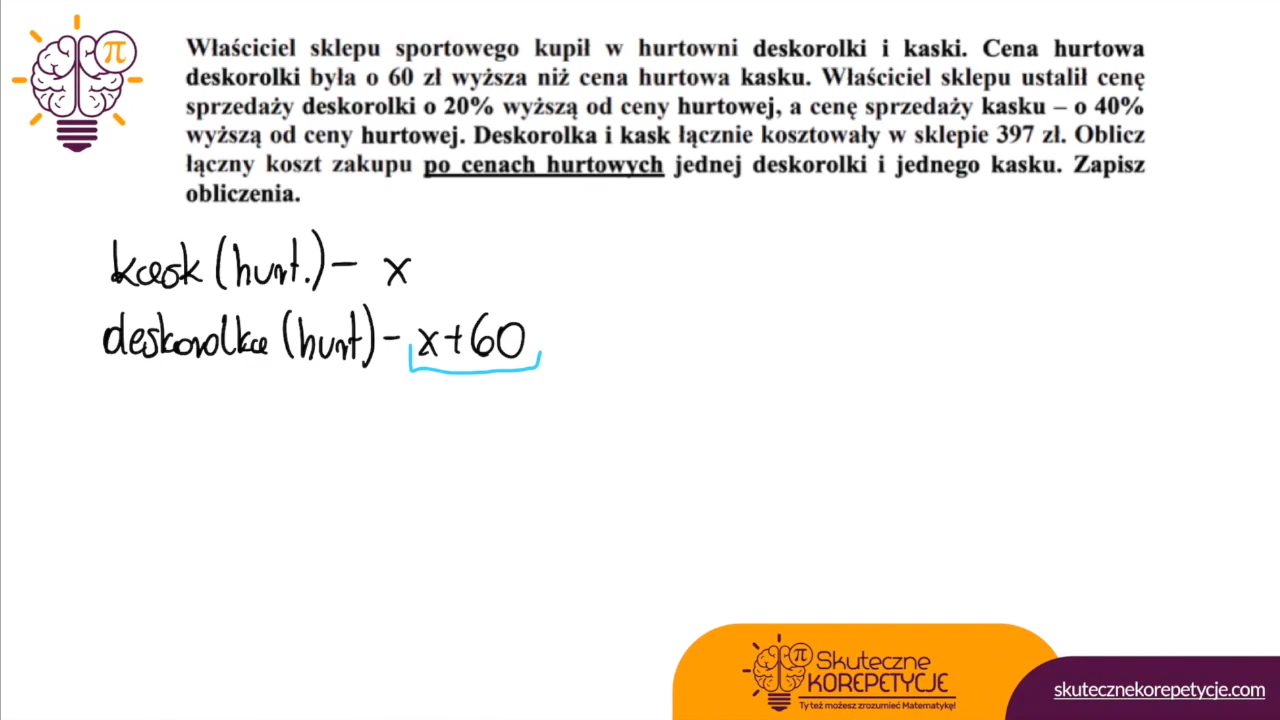 π
Właściciel sklepu sportowego kupił w hurtowni deskorolki i kaski. Cena hurtowa
deskorolki była o 60 zł wyższa niż cena hurtowa kasku. Właściciel sklepu ustalił cenę
sprzedaży deskorolki o 20% wyższą od ceny hurtowej, a cenę sprzedaży kasku – o 40%
wyższą od ceny hurtowej. Deskorolka i kask łącznie kosztowały w sklepie 397 zł. Oblicz
łączny koszt zakupu po cenach hurtowych jednej deskorolki i jednego kasku. Zapisz
obliczenia.
kask (hurt.) – x
deskorolka (hurt) – x+60
π
Skuteczne
KOREPETYCJE
Ty też możesz zrozumieć Matematykę!
skutecznekorepetycje.com